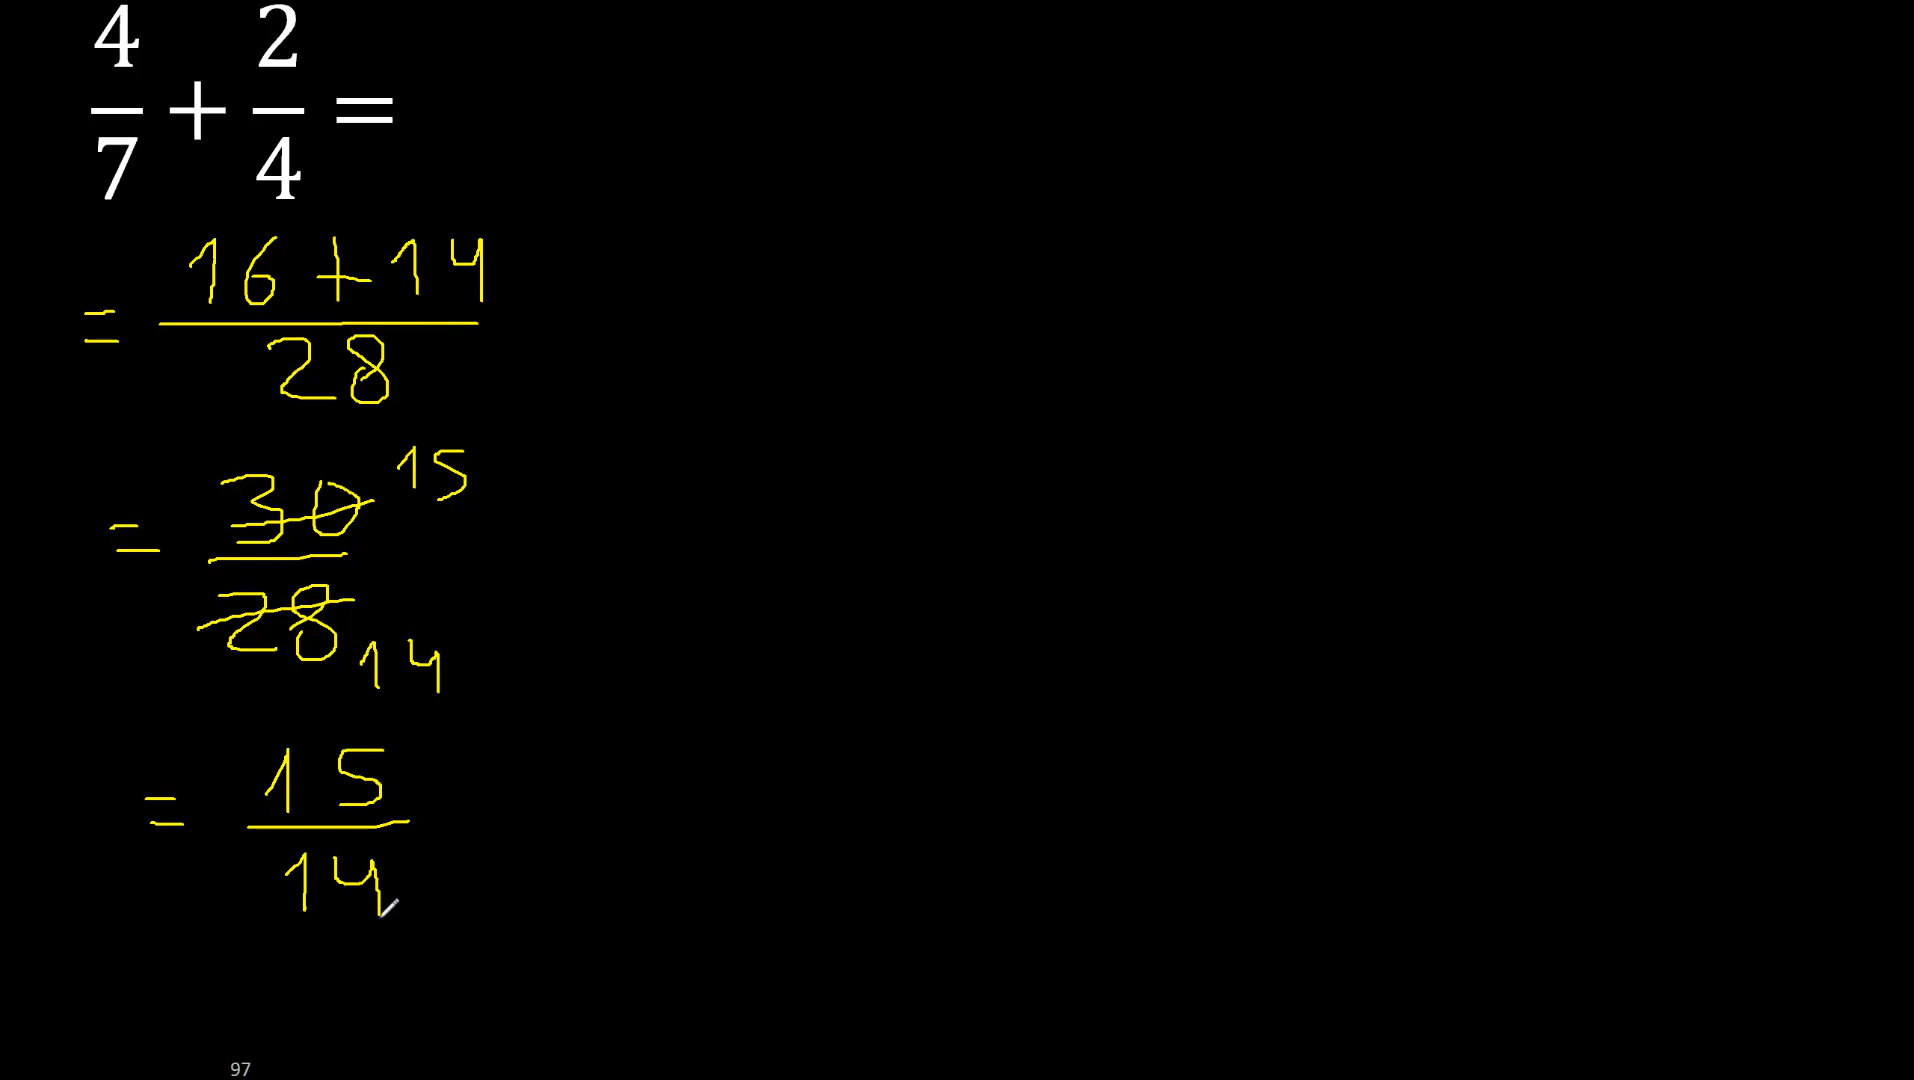 4/7 + 2/4 =
= 16+14/28
= 30/28 15/14
= 15/14
97